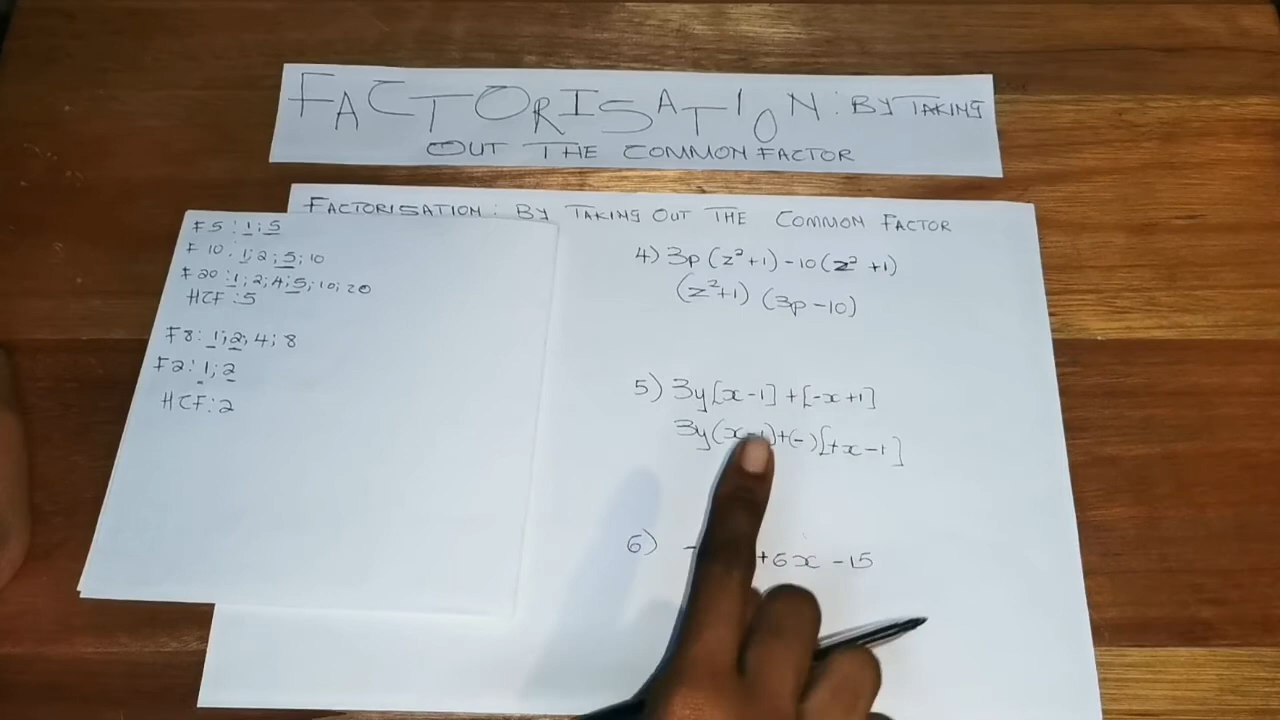 FACTORISATION: BY TAKING
OUT THE COMMON FACTOR
FACTORISATION: BY TAKING OUT THE COMMON FACTOR
F5: 1; 5
F10: 1; 2; 5; 10
F20: 1; 2; 4; 5; 10; 20
HCF: 5
F8: 1; 2; 4; 8
F2: 1; 2
HCF: 2
4) 3p(z²+1)-10(z²+1)
(z²+1)(3p-10)
5) 3y[x-1]+[-x+1]
3y(x-1)+(-)[+x-1]
6) - +6x -15